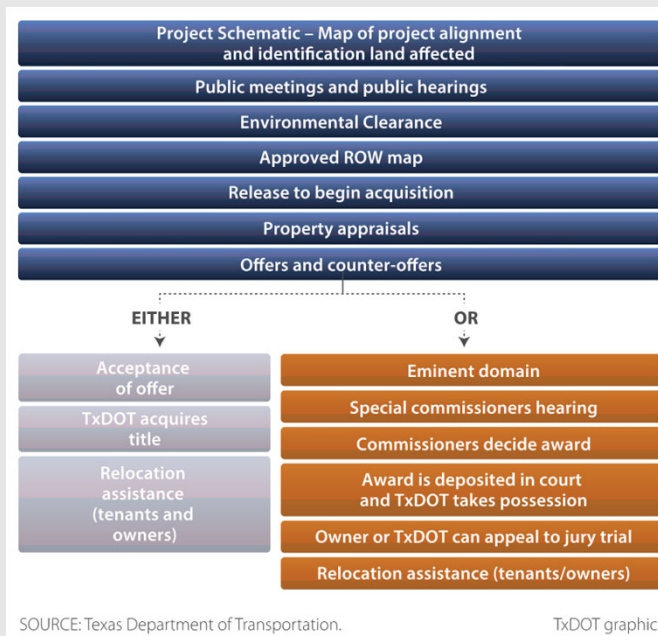 Project Schematic – Map of project alignment
and identification land affected
Public meetings and public hearings
Environmental Clearance
Approved ROW map
Release to begin acquisition
Property appraisals
Offers and counter-offers
EITHER
OR
Acceptance
of offer
TxDOT acquires
title
Relocation
assistance
(tenants and
owners)
Eminent domain
Special commissioners hearing
Commissioners decide award
Award is deposited in court
and TxDOT takes possession
Owner or TxDOT can appeal to jury trial
Relocation assistance (tenants/owners)
SOURCE: Texas Department of Transportation.
TxDOT graphic